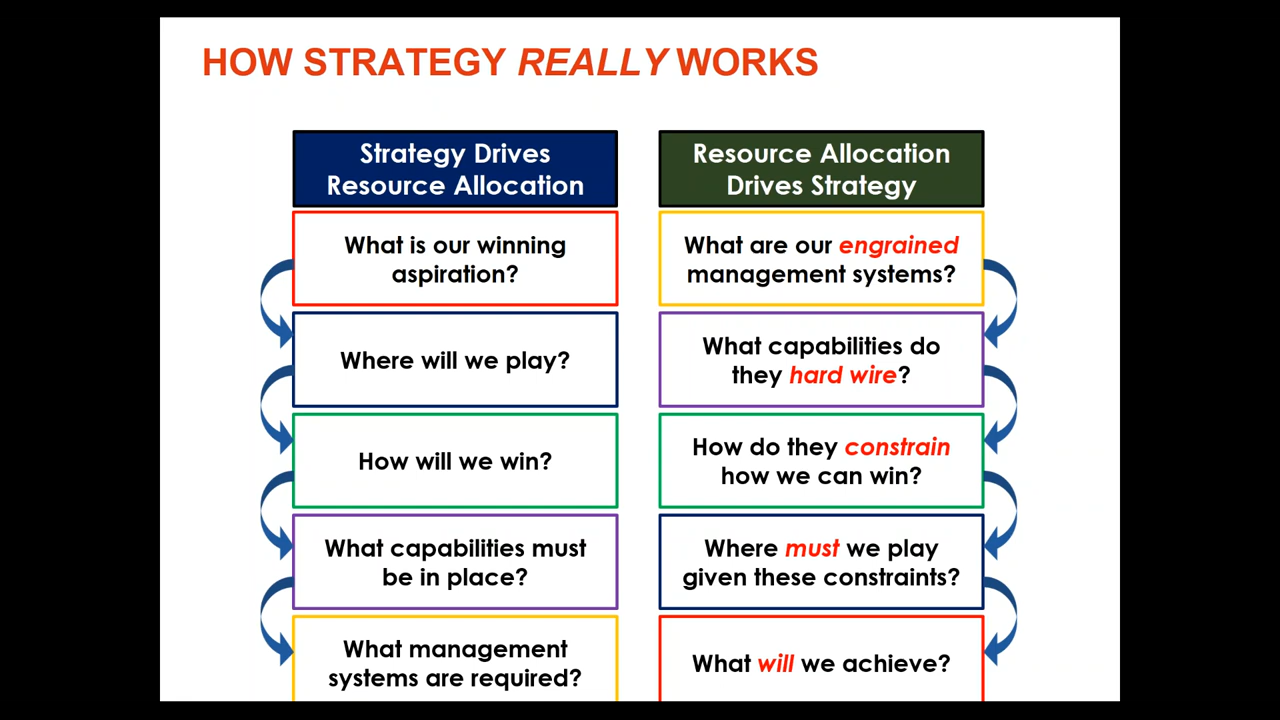 HOW STRATEGY REALLY WORKS
Strategy Drives
Resource Allocation
What is our winning
aspiration?
Where will we play?
How will we win?
What capabilities must
be in place?
What management
systems are required?
Resource Allocation
Drives Strategy
What are our engrained
management systems?
What capabilities do
they hard wire?
How do they constrain
how we can win?
Where must we play
given these constraints?
What will we achieve?